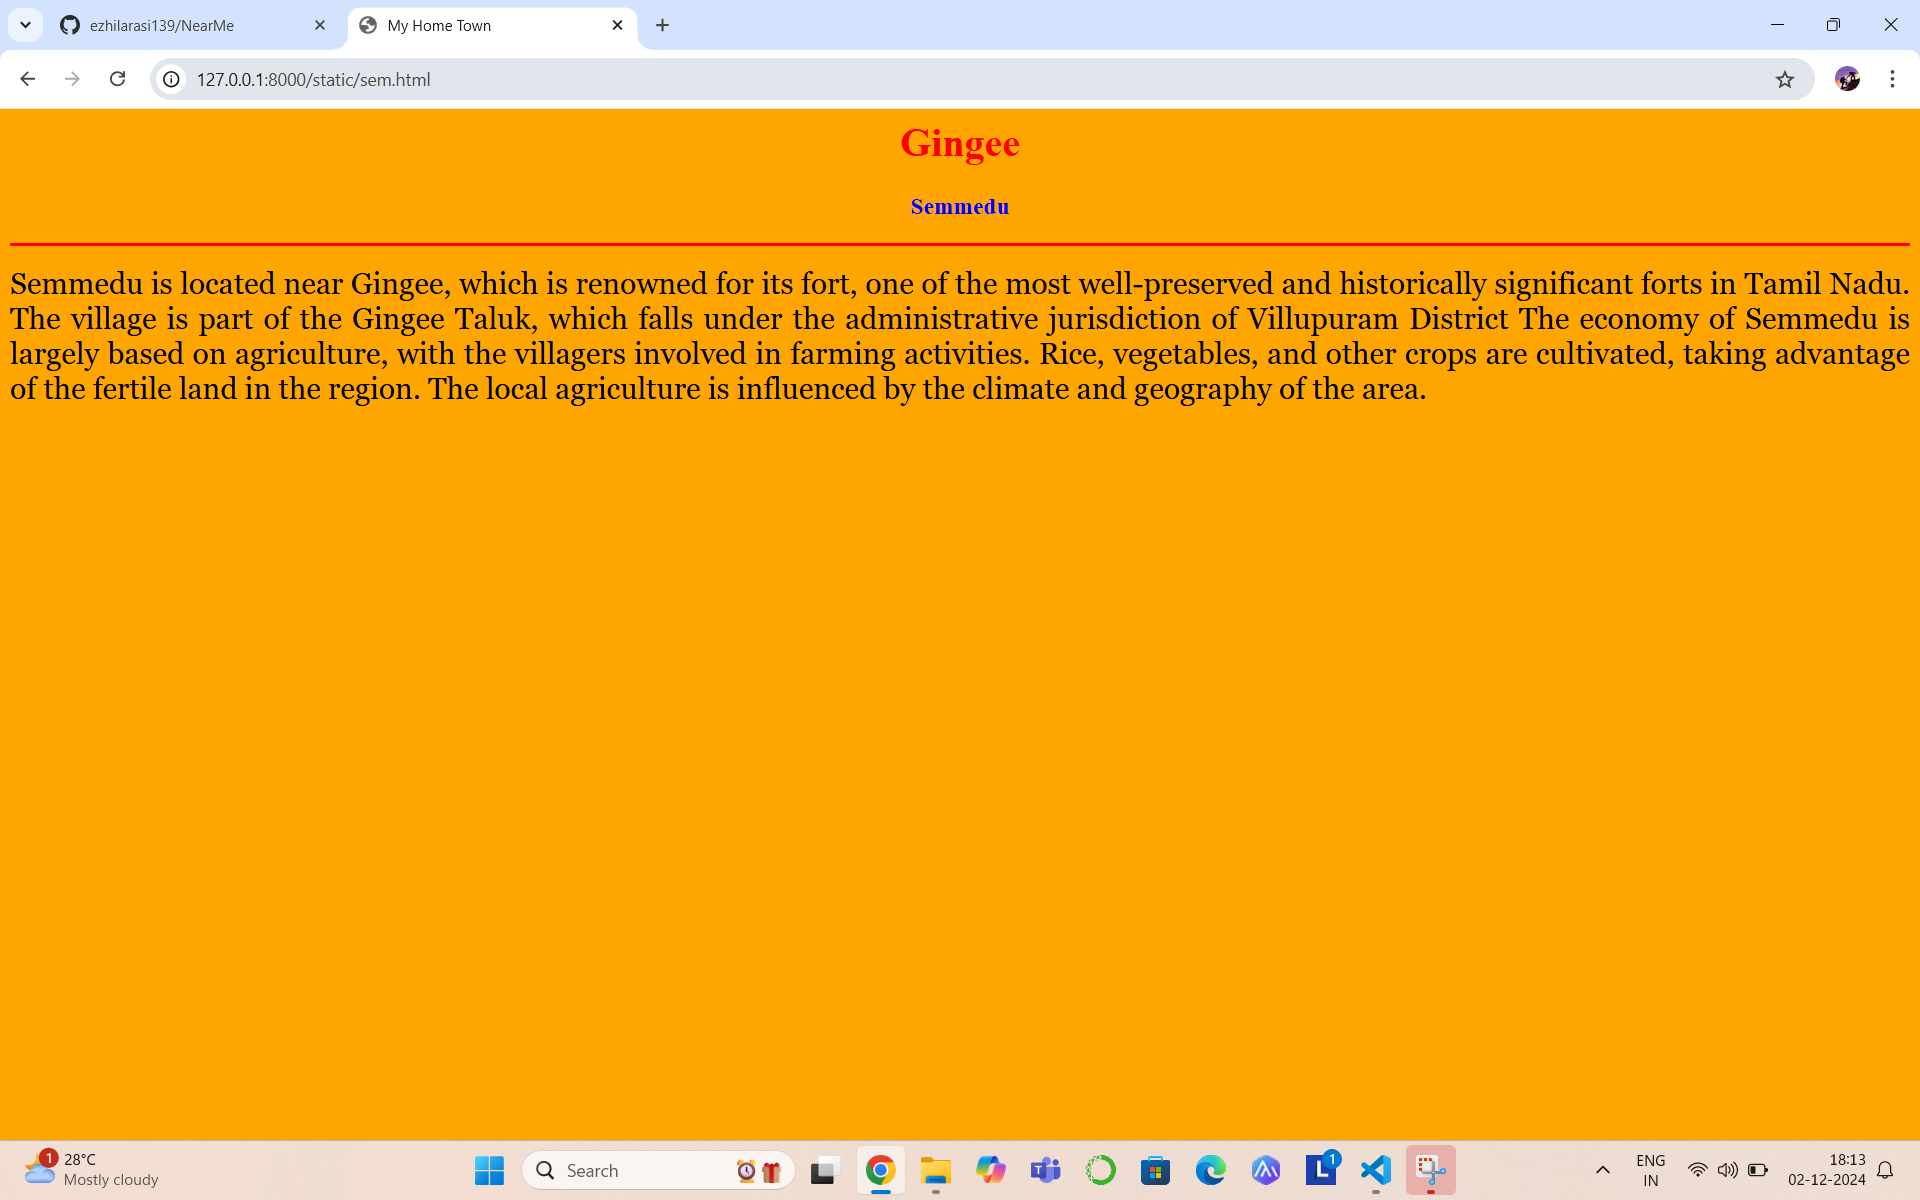 ezhilarasi139/NearMe
My Home Town
127.0.0.1:8000/static/sem.html
Gingee
Semmedu
Semmedu is located near Gingee, which is renowned for its fort, one of the most well-preserved and historically significant forts in Tamil Nadu.
The village is part of the Gingee Taluk, which falls under the administrative jurisdiction of Villupuram District The economy of Semmedu is
largely based on agriculture, with the villagers involved in farming activities. Rice, vegetables, and other crops are cultivated, taking advantage
of the fertile land in the region. The local agriculture is influenced by the climate and geography of the area.
1
28°C
Mostly cloudy
Search
T
L
1
ENG
IN
18:13
02-12-2024